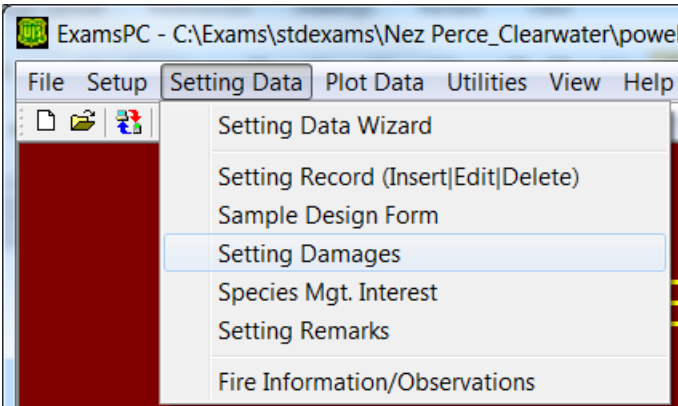 ExamsPC - C:\Exams\stdexams\Nez Perce_Clearwater\powel
File Setup Setting Data Plot Data Utilities View Help
Setting Data Wizard
Setting Record (Insert|Edit|Delete)
Sample Design Form
Setting Damages
Species Mgt. Interest
Setting Remarks
Fire Information/Observations